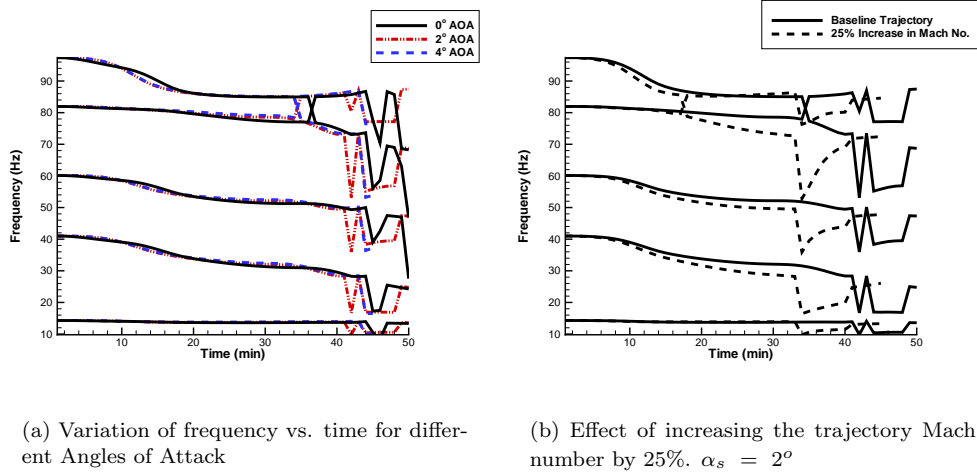 0° AOA
2° AOA
4° AOA
Frequency (Hz)
90
80
70
60
50
40
30
20
10
10 20 30 40 50
Time (min)
(a) Variation of frequency vs. time for differ-
ent Angles of Attack
Baseline Trajectory
25% Increase in Mach No.
Frequency (Hz)
90
80
70
60
50
40
30
20
10
10 20 30 40 50
Time (min)
(b) Effect of increasing the trajectory Mach
number by 25%. αs = 2°